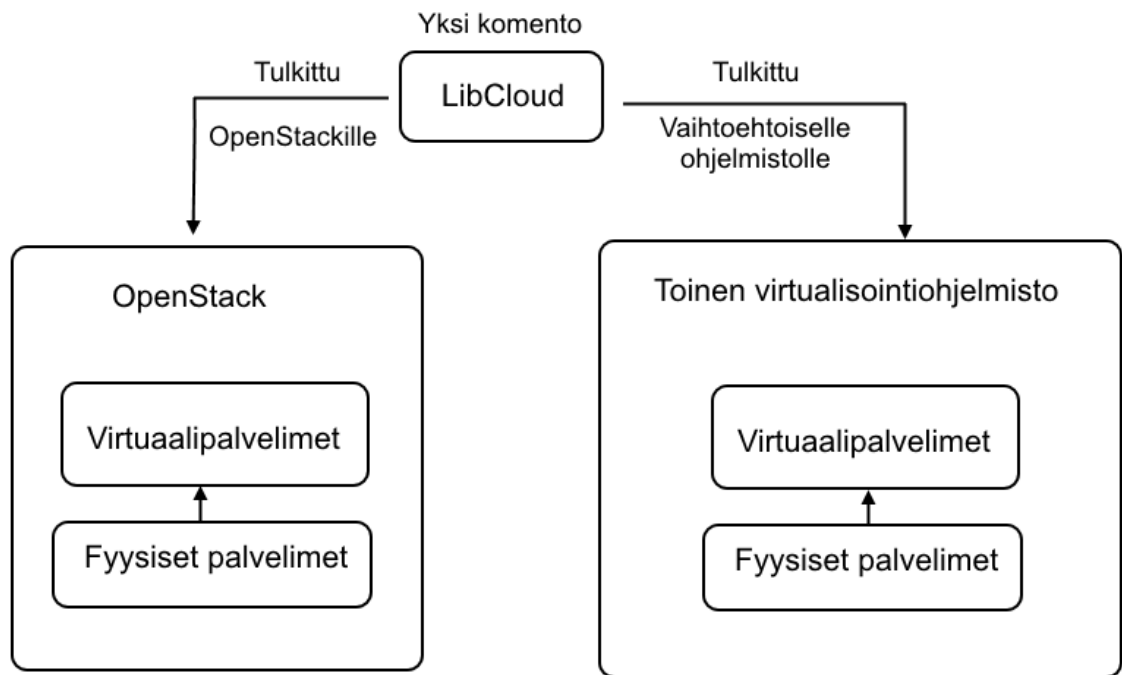 Yksi komento
LibCloud
Tulkittu
OpenStackille
Tulkittu
Vaihtoehtoiselle
ohjelmistolle
OpenStack
Virtuaalipalvelimet
Fyysiset palvelimet
Toinen virtualisointiohjelmisto
Virtuaalipalvelimet
Fyysiset palvelimet